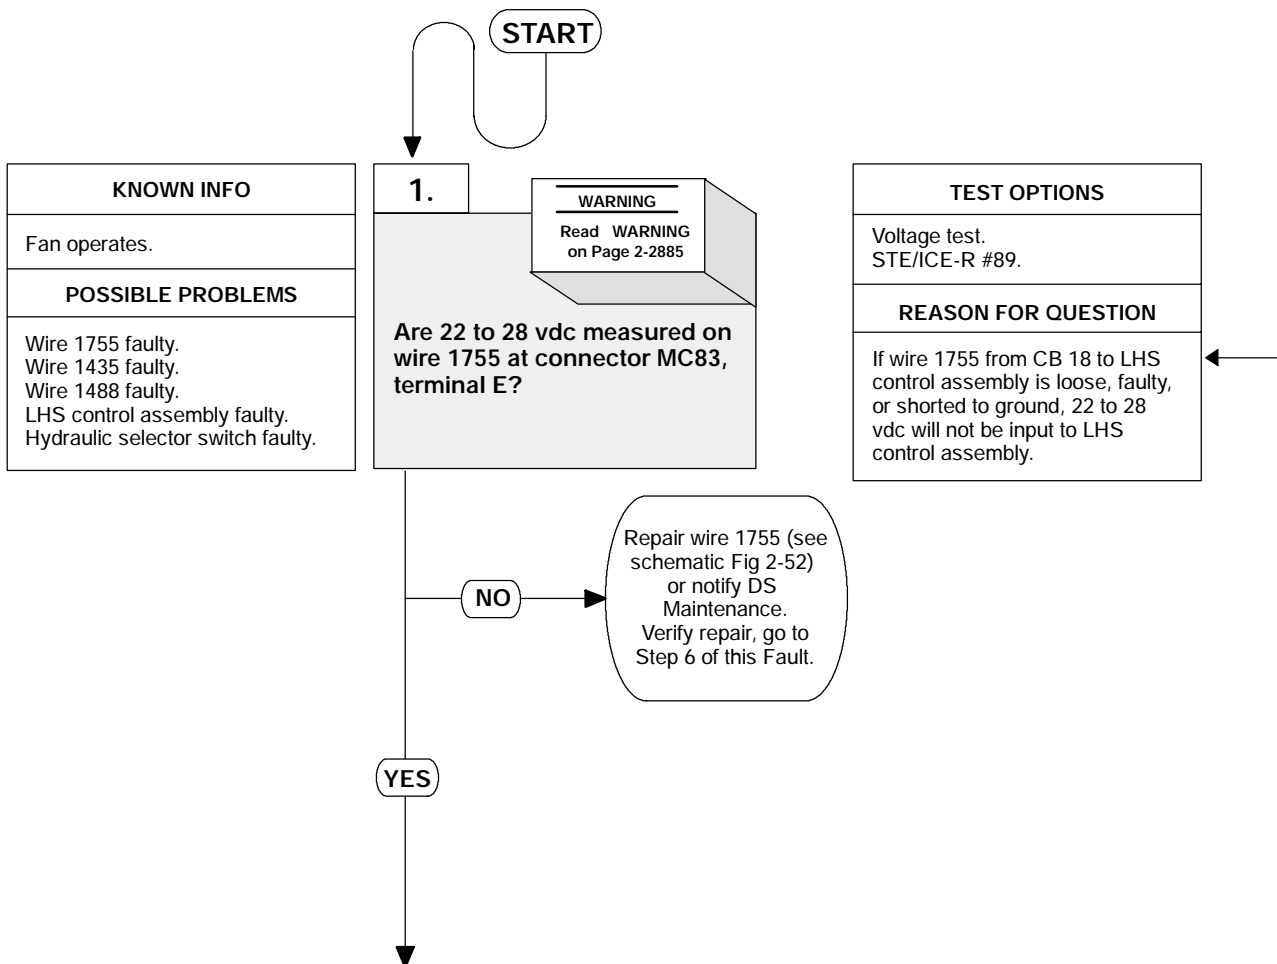 START
KNOWN INFO
Fan operates.
POSSIBLE PROBLEMS
Wire 1755 faulty.
Wire 1435 faulty.
Wire 1488 faulty.
LHS control assembly faulty.
Hydraulic selector switch faulty.
1.
WARNING
Read WARNING
on Page 2-2885
Are 22 to 28 vdc measured on
wire 1755 at connector MC83,
terminal E?
TEST OPTIONS
Voltage test.
STE/ICE-R #89.
REASON FOR QUESTION
If wire 1755 from CB 18 to LHS
control assembly is loose, faulty,
or shorted to ground, 22 to 28
vdc will not be input to LHS
control assembly.
NO
Repair wire 1755 (see
schematic Fig 2-52)
or notify DS
Maintenance.
Verify repair, go to
Step 6 of this Fault.
YES